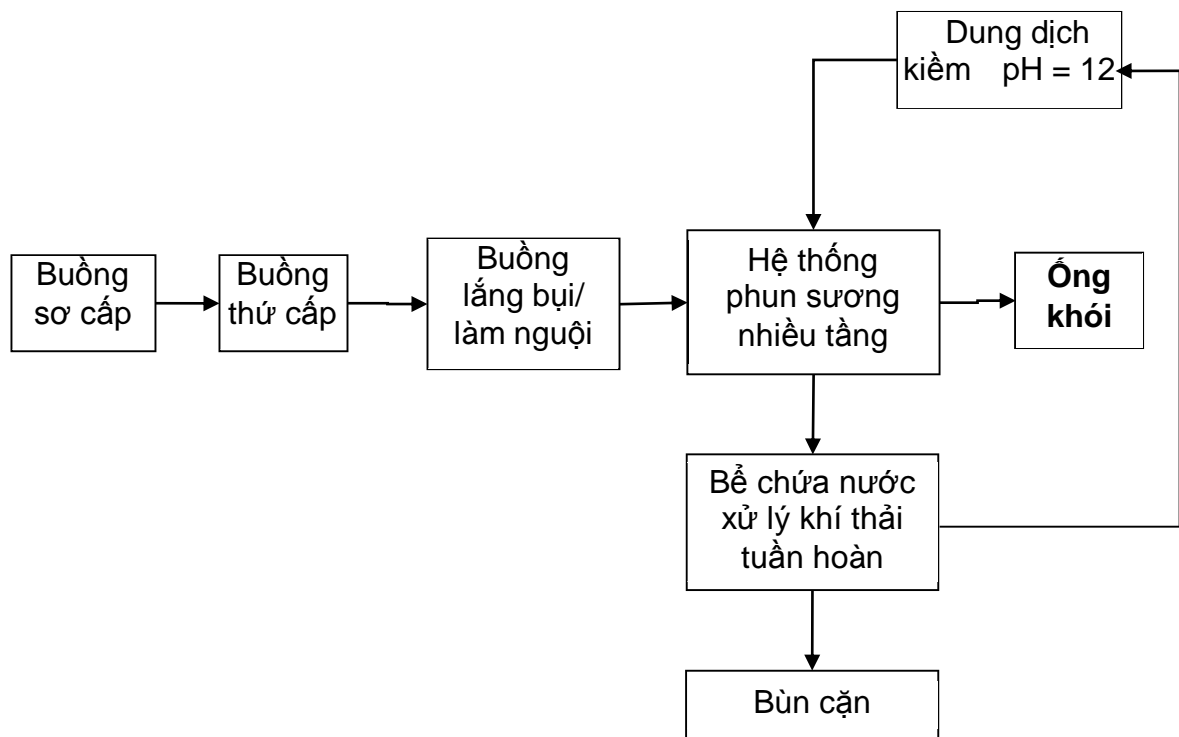 Dung dịch
kiềm pH = 12
Buồng
sơ cấp
Buồng
thứ cấp
Buồng
lắng bụi/
làm nguội
Hệ thống
phun sương
nhiều tầng
Ống
khói
Bể chứa nước
xử lý khí thải
tuần hoàn
Bùn cặn